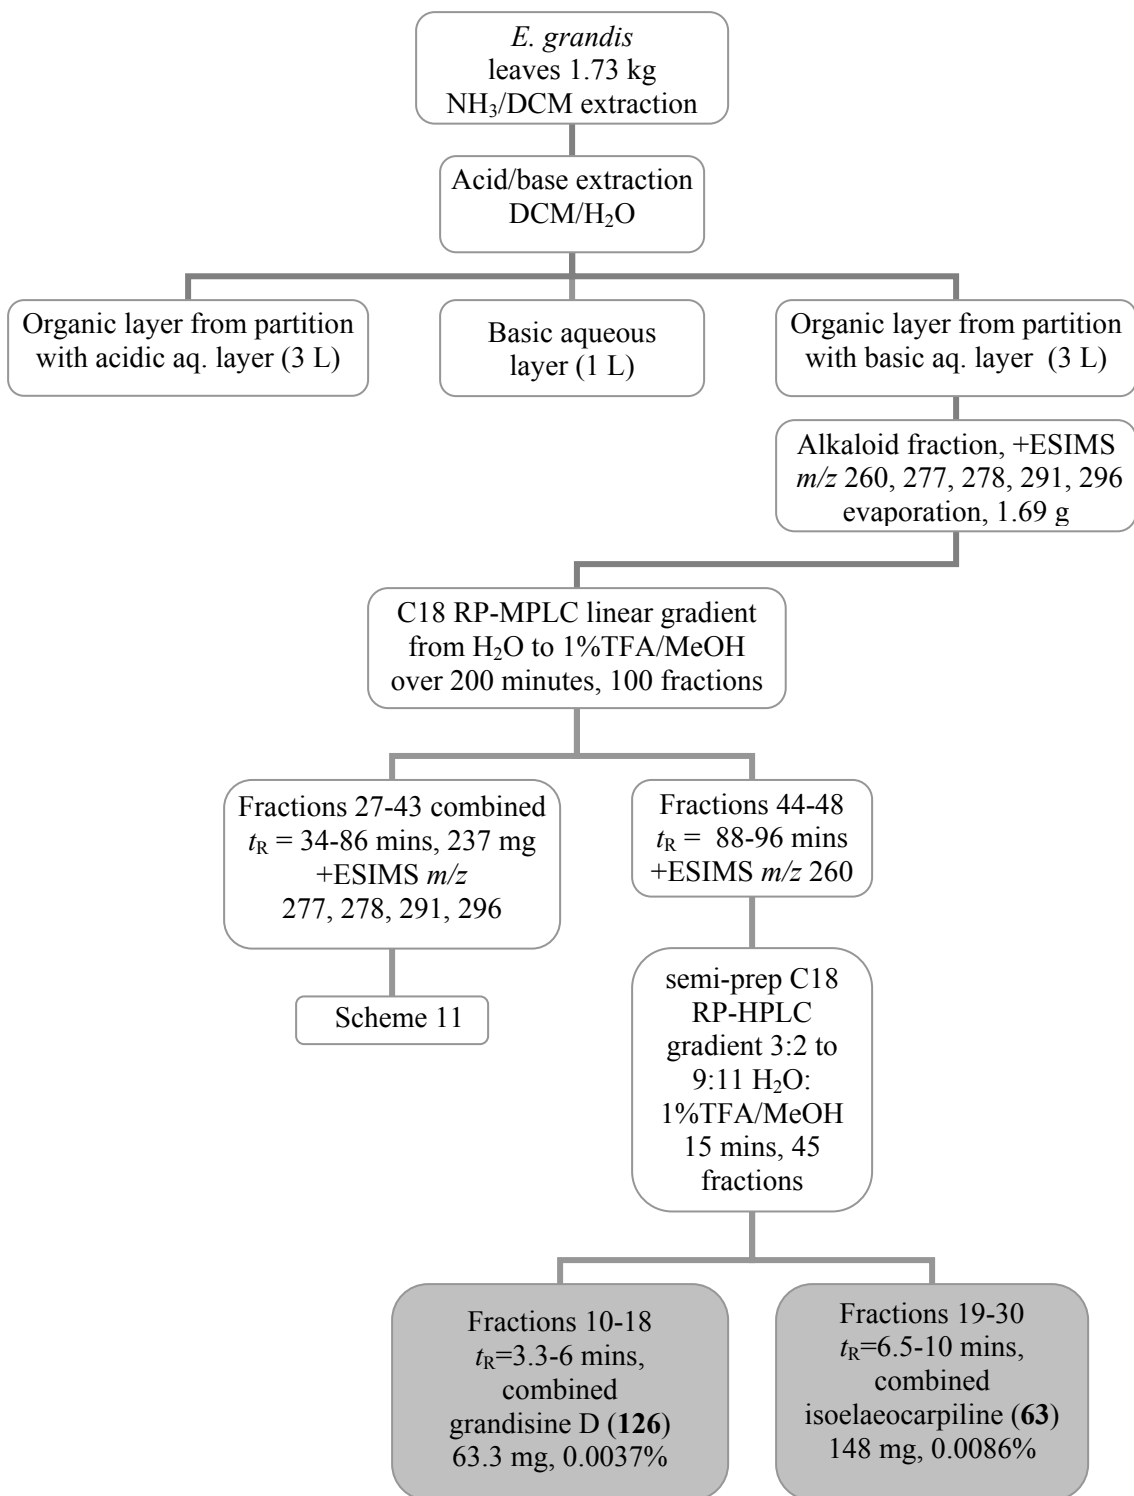 E. grandis
leaves 1.73 kg
NH₃/DCM extraction
Acid/base extraction
DCM/H₂O
Organic layer from partition
with acidic aq. layer (3 L)
Basic aqueous
layer (1 L)
Organic layer from partition
with basic aq. layer (3 L)
Alkaloid fraction, +ESIMS
m/z 260, 277, 278, 291, 296
evaporation, 1.69 g
C18 RP-MPLC linear gradient
from H₂O to 1%TFA/MeOH
over 200 minutes, 100 fractions
Fractions 27-43 combined
tR = 34-86 mins, 237 mg
+ESIMS m/z
277, 278, 291, 296
Fractions 44-48
tR = 88-96 mins
+ESIMS m/z 260
Scheme 11
semi-prep C18
RP-HPLC
gradient 3:2 to
9:11 H₂O:
1%TFA/MeOH
15 mins, 45
fractions
Fractions 10-18
tR=3.3-6 mins,
combined
grandisine D (126)
63.3 mg, 0.0037%
Fractions 19-30
tR=6.5-10 mins,
combined
isoelaeocarpiline (63)
148 mg, 0.0086%